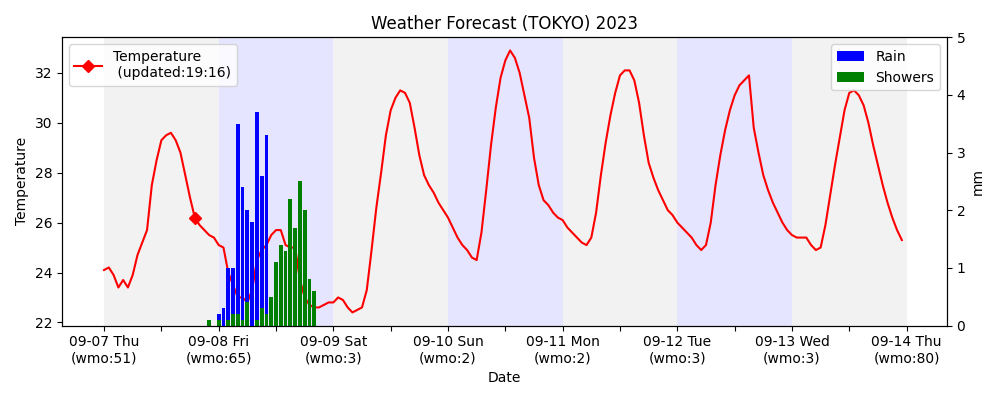 Weather Forecast (TOKYO) 2023
Temperature
(updated:19:16)
Rain
Showers
Temperature
32
30
28
26
24
22
5
4
3
2
1
0
mm
09-07 Thu
(wmo:51)
09-08 Fri
(wmo:65)
09-09 Sat
(wmo:3)
09-10 Sun
(wmo:2)
09-11 Mon
(wmo:2)
09-12 Tue
(wmo:3)
09-13 Wed
(wmo:3)
09-14 Thu
(wmo:80)
Date